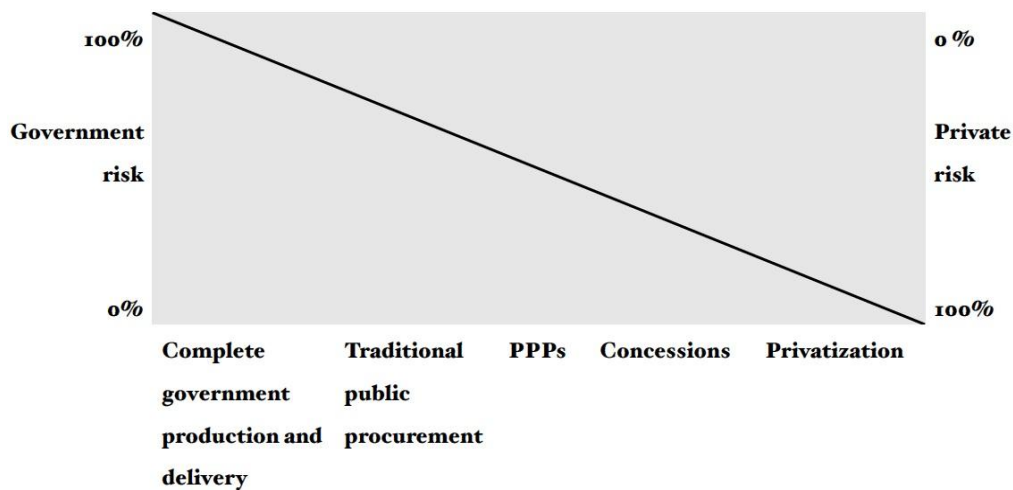 100%
0 %
Government
risk
Private
risk
0%
100%
Complete
government
production and
delivery
Traditional
public
procurement
PPPs
Concessions
Privatization